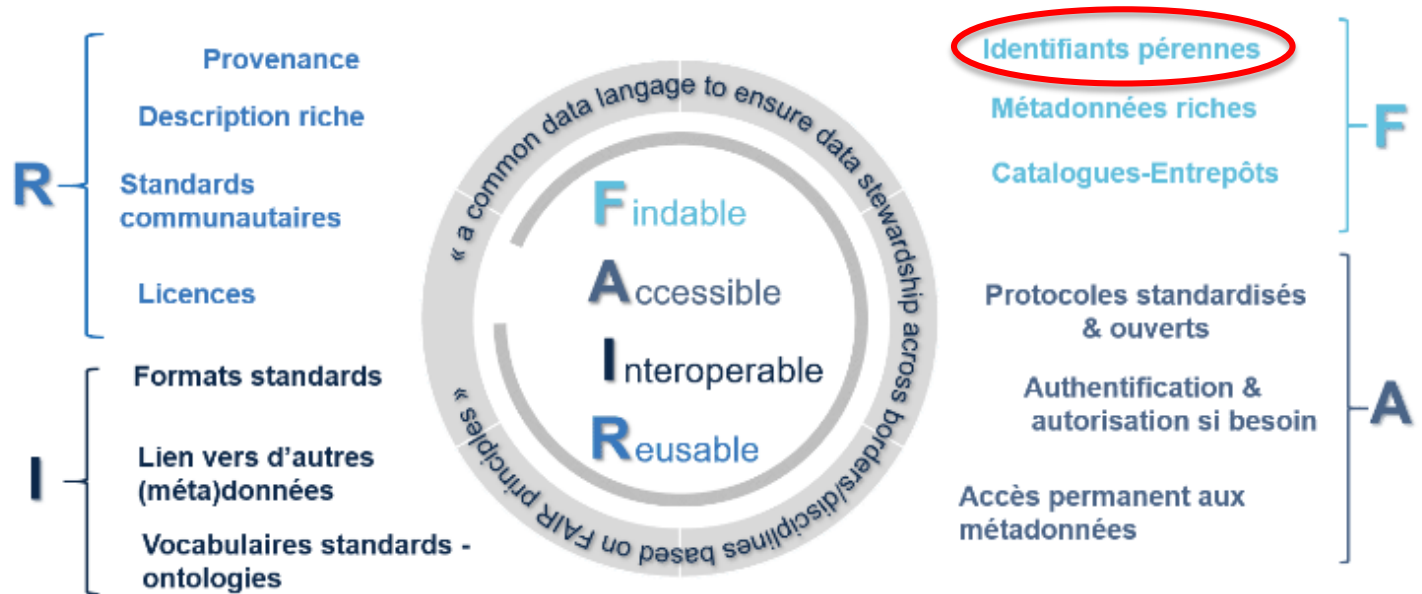 R
Provenance
Description riche
Standards
communautaires
Licences
I
Formats standards
Lien vers d'autres
(méta)données
Vocabulaires standards -
ontologies
« a common data langage to ensure data stewardship across borders/disciplines based on FAIR principles »
Findable
Accessible
Interoperable
Reusable
Identifiants pérennes
Métadonnées riches
Catalogues-Entrepôts
F
Protocoles standardisés
& ouverts
Authentification &
autorisation si besoin
Accès permanent aux
métadonnées
A